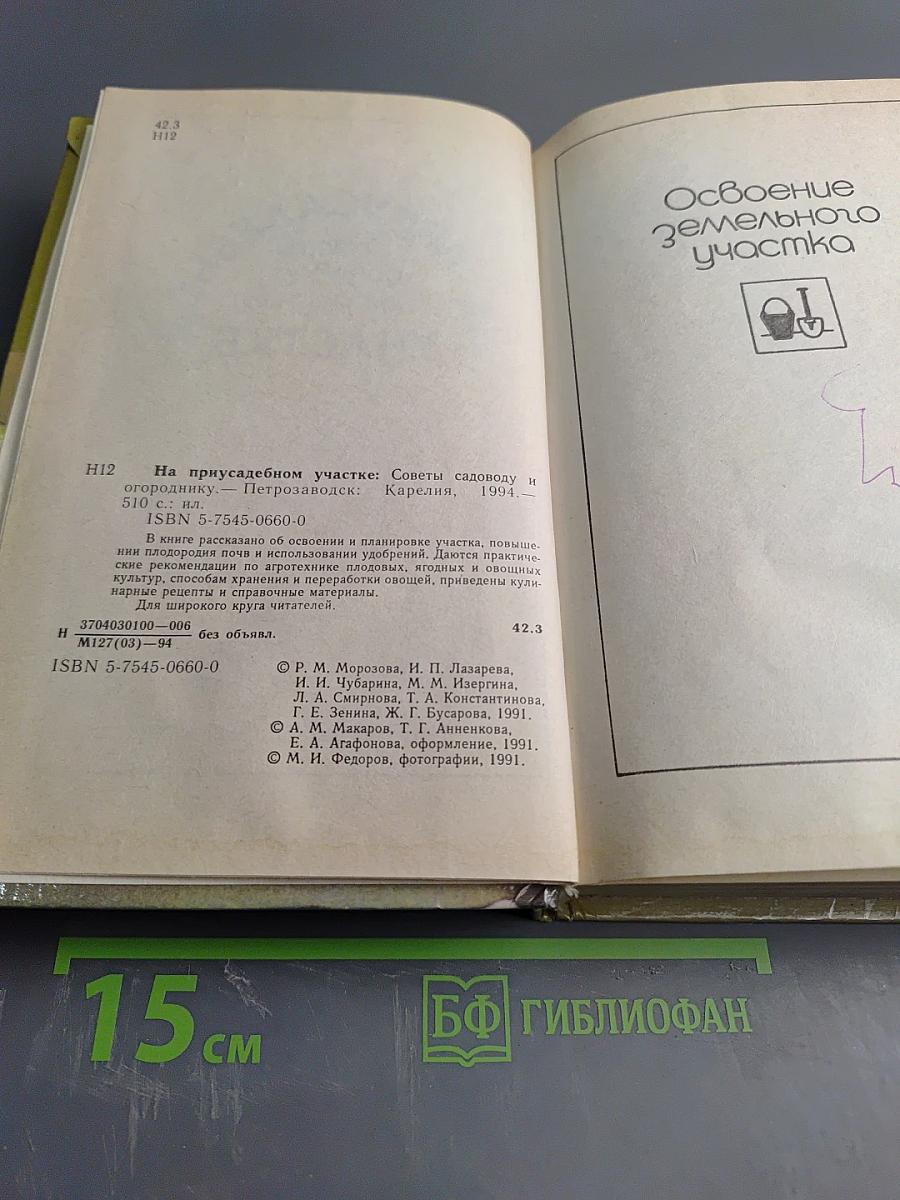 42.3
Н12
Н12 На приусадебном участке: Советы садоводу и
огороднику.— Петрозаводск: Карелия, 1994.—
510 с.: ил.
ISBN 5-7545-0660-0
В книге рассказано об освоении и планировке участка, повыше-
нии плодородия почв и использовании удобрений. Даются практиче-
ские рекомендации по агротехнике плодовых, ягодных и овощных
культур, способам хранения и переработки овощей, приведены кули-
нарные рецепты и справочные материалы.
Для широкого круга читателей.
Н 3704030100—006 без объявл. 42.3
М127(03)—94
ISBN 5-7545-0660-0
© Р. М. Морозова, И. П. Лазарева,
И. И. Чубарина, М. М. Изергина,
Л. А. Смирнова, Т. А. Константинова,
Г. Е. Зенина, Ж. Г. Бусарова, 1991.
© А. М. Макаров, Т. Г. Анненкова,
Е. А. Агафонова, оформление, 1991.
© М. И. Федоров, фотографии, 1991.
Освоение
земельного
участка
15 см
БФ ГИБЛИОФАН